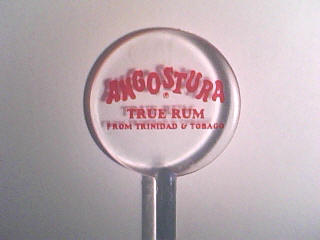 ANGOSTURA®
TRUE RUM
FROM TRINIDAD & TOBAGO